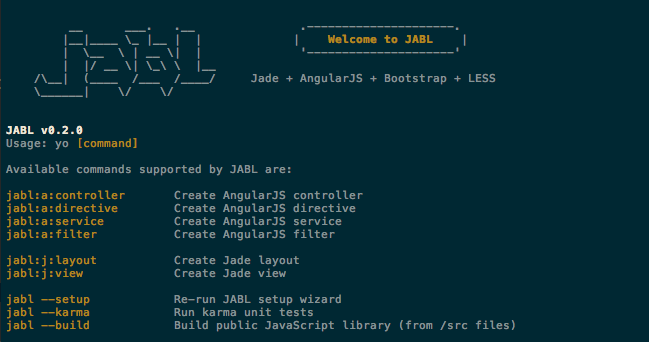 Welcome to JABL
Jade + AngularJS + Bootstrap + LESS
JABL v0.2.0
Usage: yo [command]
Available commands supported by JABL are:
jabl:a:controller Create AngularJS controller
jabl:a:directive Create AngularJS directive
jabl:a:service Create AngularJS service
jabl:a:filter Create AngularJS filter
jabl:j:layout Create Jade layout
jabl:j:view Create Jade view
jabl --setup Re-run JABL setup wizard
jabl --karma Run karma unit tests
jabl --build Build public JavaScript library (from /src files)